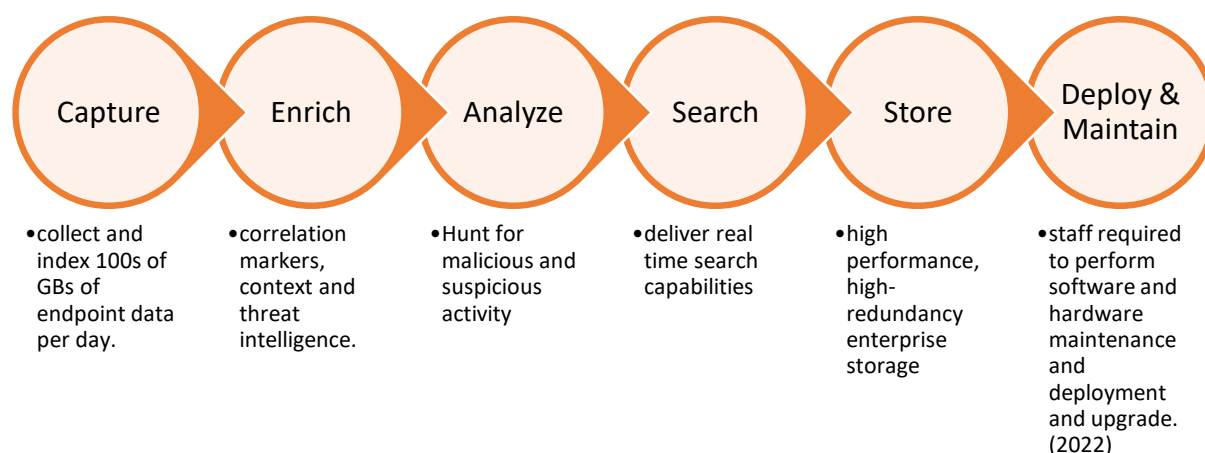 Capture
Enrich
Analyze
Search
Store
Deploy &
Maintain
•collect and
index 100s of
GBs of
endpoint data
per day.
•correlation
markers,
context and
threat
intelligence.
•Hunt for
malicious and
suspicious
activity
•deliver real
time search
capabilities
•high
performance,
high-
redundancy
enterprise
storage
•staff required
to perform
software and
hardware
maintenance
and
deployment
and upgrade.
(2022)